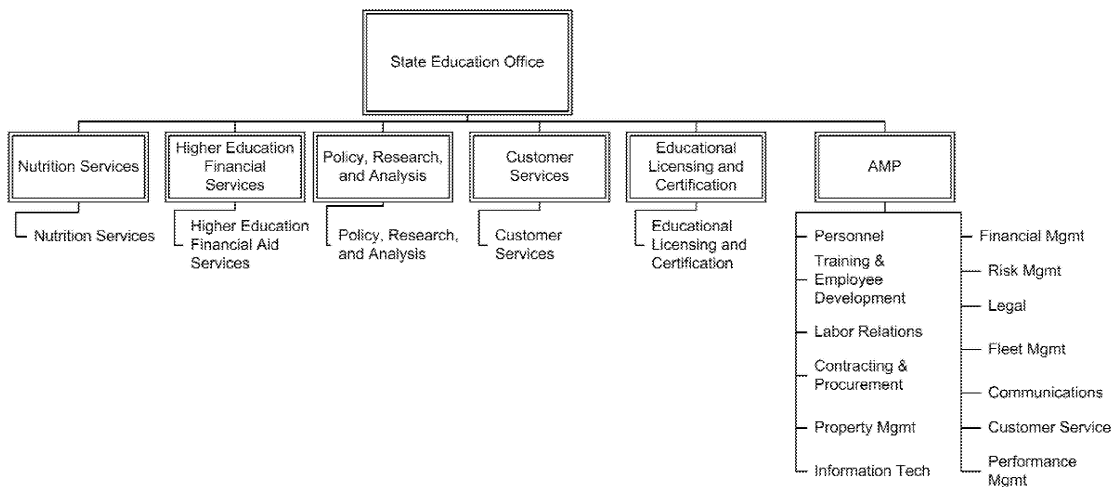 State Education Office
Nutrition Services
Higher Education
Financial
Services
Policy, Research,
and Analysis
Customer
Services
Educational
Licensing and
Certification
AMP
Nutrition Services
Higher Education
Financial Aid
Services
Policy, Research,
and Analysis
Customer
Services
Educational
Licensing and
Certification
Personnel
Training &
Employee
Development
Labor Relations
Contracting &
Procurement
Property Mgmt
Information Tech
Financial Mgmt
Risk Mgmt
Legal
Fleet Mgmt
Communications
Customer Service
Performance
Mgmt